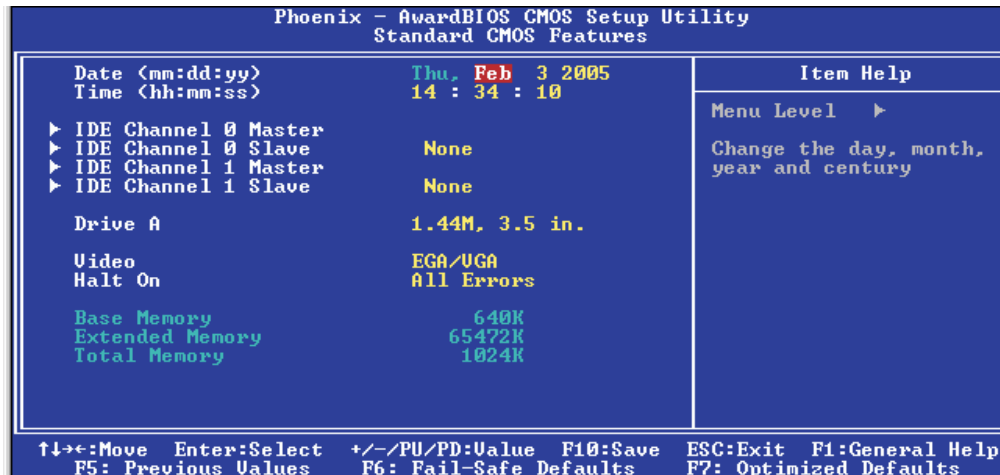 Phoenix - AwardBIOS CMOS Setup Utility
Standard CMOS Features
Date (mm:dd:yy) Thu, Feb 3 2005
Time (hh:mm:ss) 14 : 34 : 10
▶ IDE Channel 0 Master
▶ IDE Channel 0 Slave None
▶ IDE Channel 1 Master
▶ IDE Channel 1 Slave None
Drive A 1.44M, 3.5 in.
Video EGA/VGA
Halt On All Errors
Base Memory 640K
Extended Memory 65472K
Total Memory 1024K
Item Help
Menu Level ▶
Change the day, month,
year and century
↑↓→←:Move Enter:Select +/-/PU/PD:Value F10:Save ESC:Exit F1:General Help
F5: Previous Values F6: Fail-Safe Defaults F7: Optimized Defaults